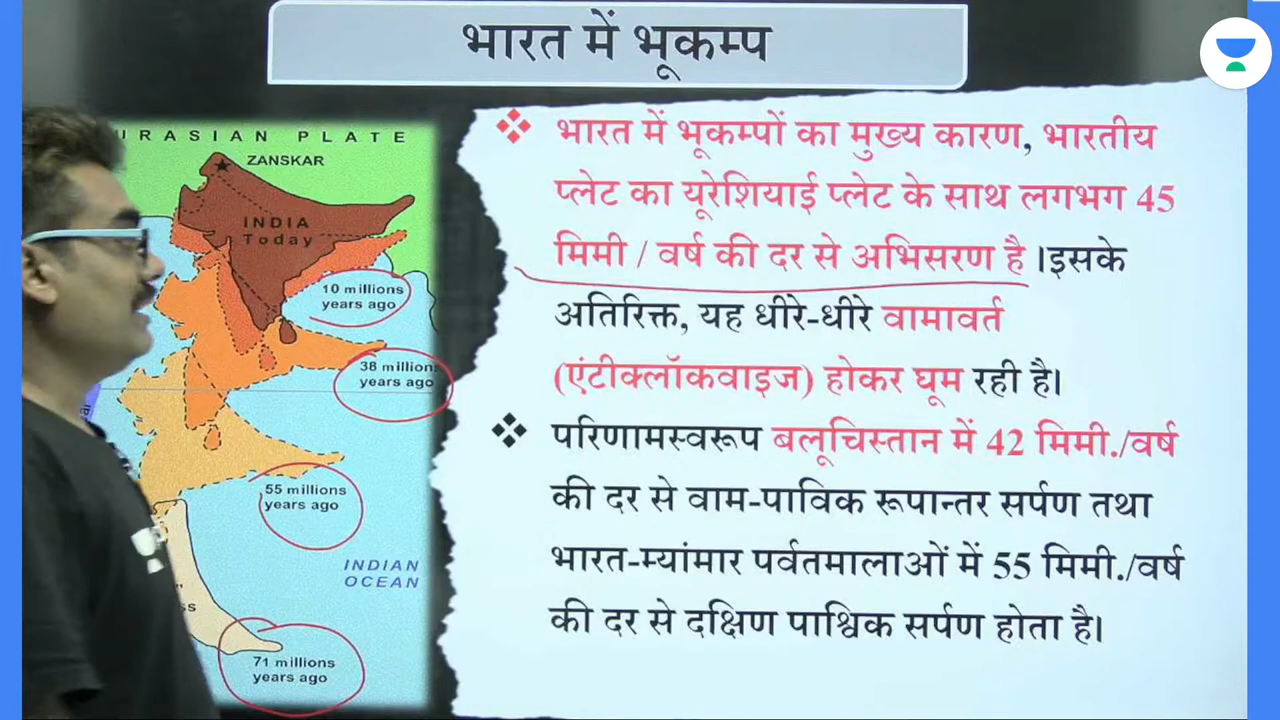 भारत में भूकम्प
URASIAN PLATE
ZANSKAR
INDIA
Today
10 millions
years ago
38 million
years ago
55 millions
years ago
INDIAN
OCEAN
71 millions
years ago
❖ भारत में भूकम्पों का मुख्य कारण, भारतीय
प्लेट का यूरेशियाई प्लेट के साथ लगभग 45
मिमी / वर्ष की दर से अभिसरण है ।इसके
अतिरिक्त, यह धीरे-धीरे वामावर्त
(एंटीक्लॉकवाइज) होकर घूम रही है।
❖ परिणामस्वरूप बलूचिस्तान में 42 मिमी./वर्ष
की दर से वाम-पाविक रूपान्तर सर्पण तथा
भारत-म्यांमार पर्वतमालाओं में 55 मिमी./वर्ष
की दर से दक्षिण पाश्विक सर्पण होता है।